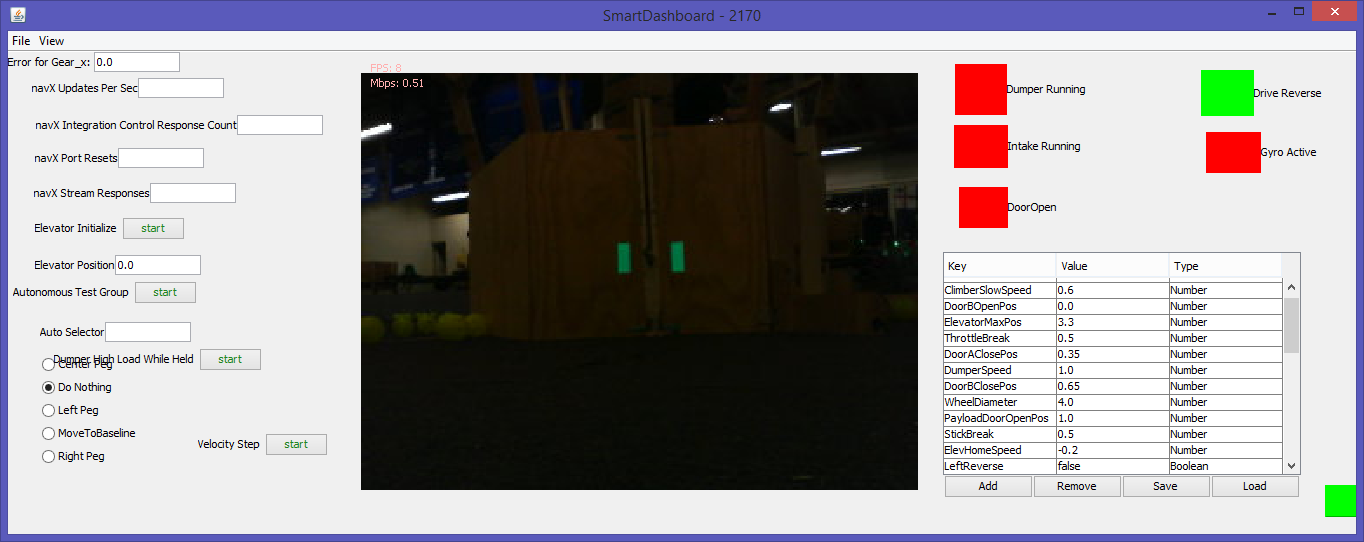 SmartDashboard - 2170
File View
Error for Gear_x: 0.0
navX Updates Per Sec
navX Integration Control Response Count
navX Port Resets
navX Stream Responses
Elevator Initialize start
Elevator Position 0.0
Autonomous Test Group start
Auto Selector
Dumper High Load While Held start
Center Peg
Do Nothing
Left Peg
MoveToBaseline
Right Peg
Velocity Step start
FPS: 8
Mbps: 0.51
Dumper Running
Drive Reverse
Intake Running
Gyro Active
DoorOpen
Key Value Type
ClimberSlowSpeed 0.6 Number
DoorBOpenPos 0.0 Number
ElevatorMaxPos 3.3 Number
ThrottleBreak 0.5 Number
DoorAClosePos 0.35 Number
DumperSpeed 1.0 Number
DoorBClosePos 0.65 Number
WheelDiameter 4.0 Number
PayloadDoorOpenPos 1.0 Number
StickBreak 0.5 Number
ElevHomeSpeed -0.2 Number
LeftReverse false Boolean
Add Remove Save Load